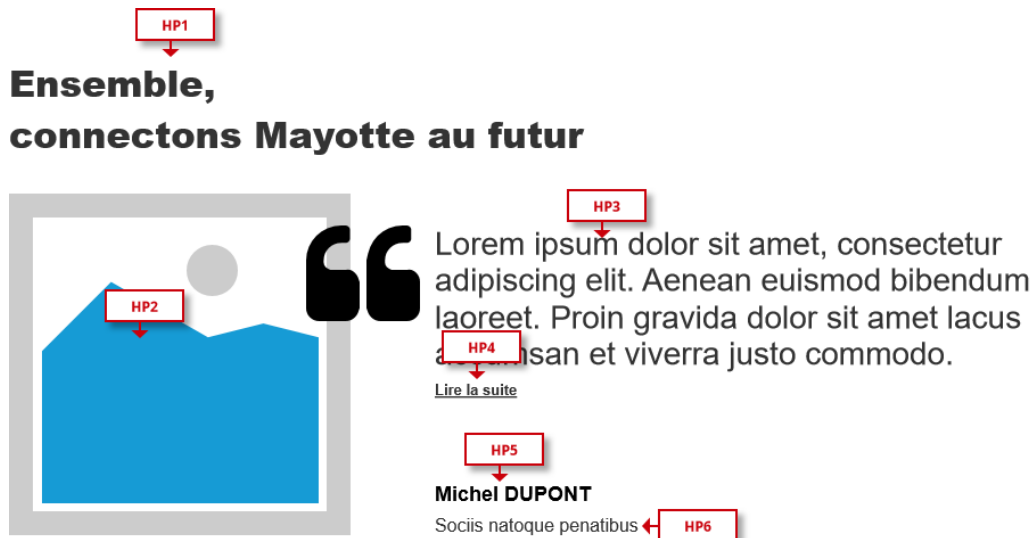 HP1
Ensemble,
connectons Mayotte au futur
HP2
HP3
“
Lorem ipsum dolor sit amet, consectetur
adipiscing elit. Aenean euismod bibendum
laoreet. Proin gravida dolor sit amet lacus
HP4
et viverra justo commodo.
Lire la suite
HP5
Michel DUPONT
Sociis natoque penatibus
HP6